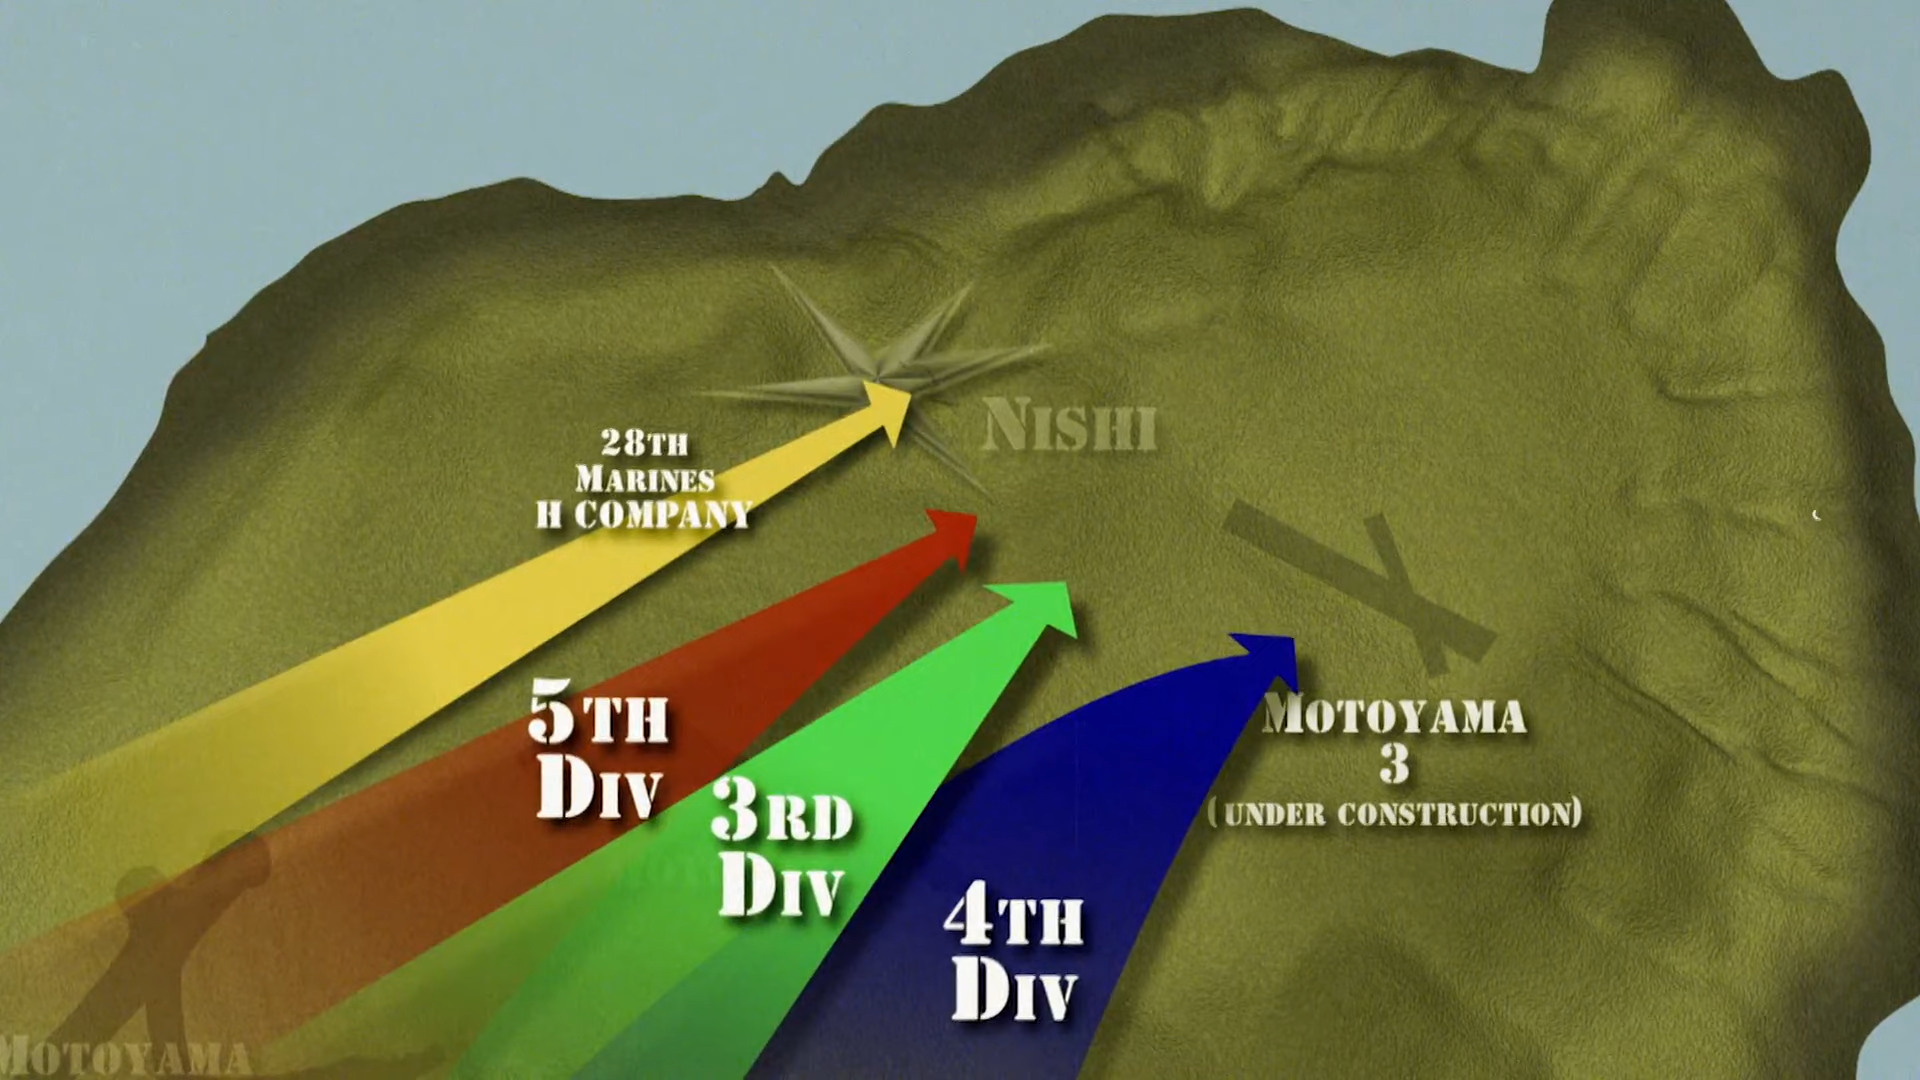 Nishi
28th
Marines
H Company
5th
Div
3rd
Div
4th
Div
Motoyama
3
(under construction)
Motoyama